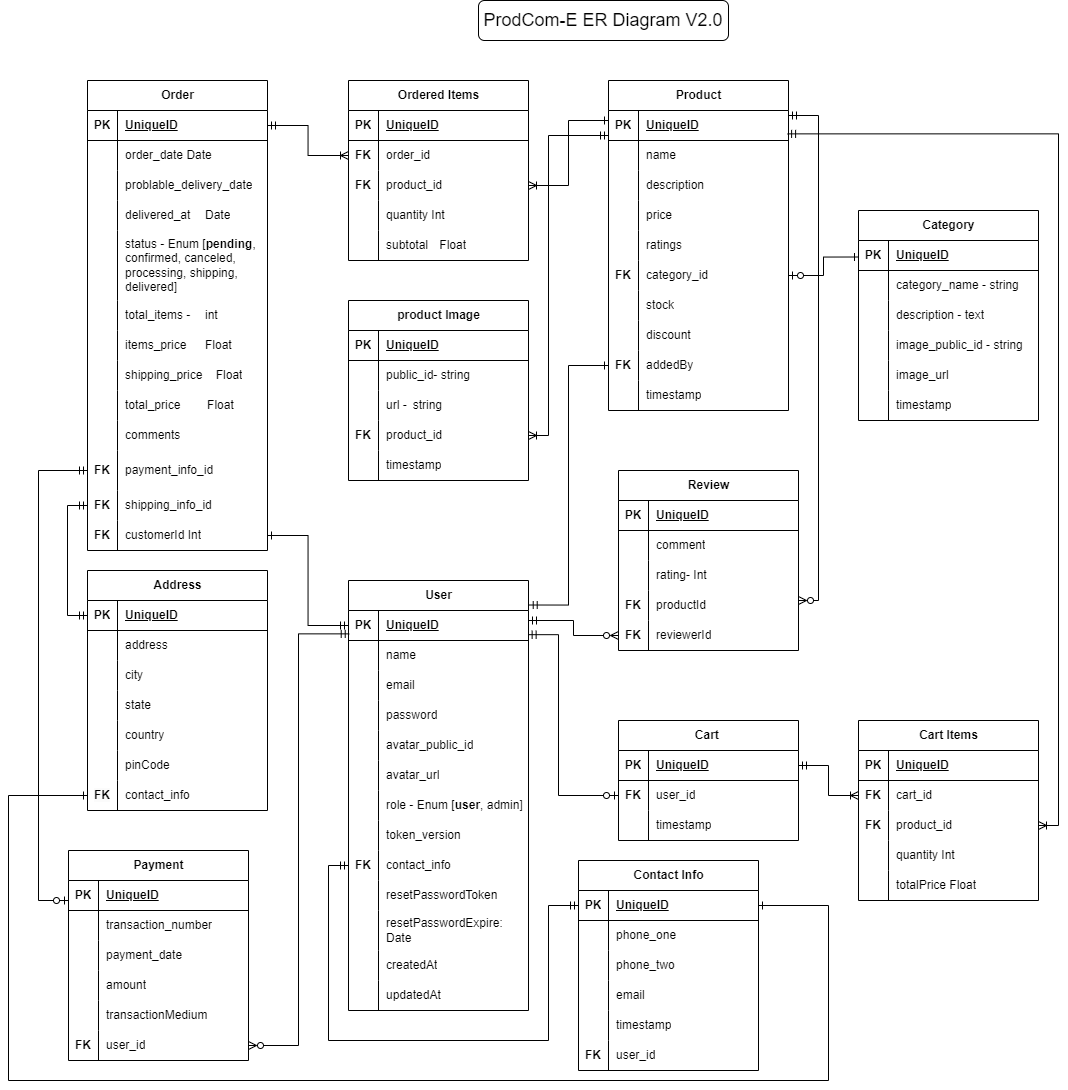 ProdCom-E ER Diagram V2.0
Order
PK UniqueID
order_date Date
problable_delivery_date
delivered_at Date
status - Enum [pending,
confirmed, canceled,
processing, shipping,
delivered]
total_items - int
items_price Float
shipping_price Float
total_price Float
comments
FK payment_info_id
FK shipping_info_id
FK customerId Int
Ordered Items
PK UniqueID
FK order_id
FK product_id
quantity Int
subtotal Float
Product
PK UniqueID
name
description
price
ratings
FK category_id
stock
discount
FK addedBy
timestamp
Category
PK UniqueID
category_name - string
description - text
image_public_id - string
image_url
timestamp
product Image
PK UniqueID
public_id- string
url - string
FK product_id
timestamp
Review
PK UniqueID
comment
rating- Int
FK productId
FK reviewerId
Address
PK UniqueID
address
city
state
country
pinCode
FK contact_info
User
PK UniqueID
name
email
password
avatar_public_id
avatar_url
role - Enum [user, admin]
token_version
FK contact_info
resetPasswordToken
resetPasswordExpire:
Date
createdAt
updatedAt
Cart
PK UniqueID
FK user_id
timestamp
Cart Items
PK UniqueID
FK cart_id
FK product_id
quantity Int
totalPrice Float
Payment
PK UniqueID
transaction_number
payment_date
amount
transactionMedium
FK user_id
Contact Info
PK UniqueID
phone_one
phone_two
email
timestamp
FK user_id